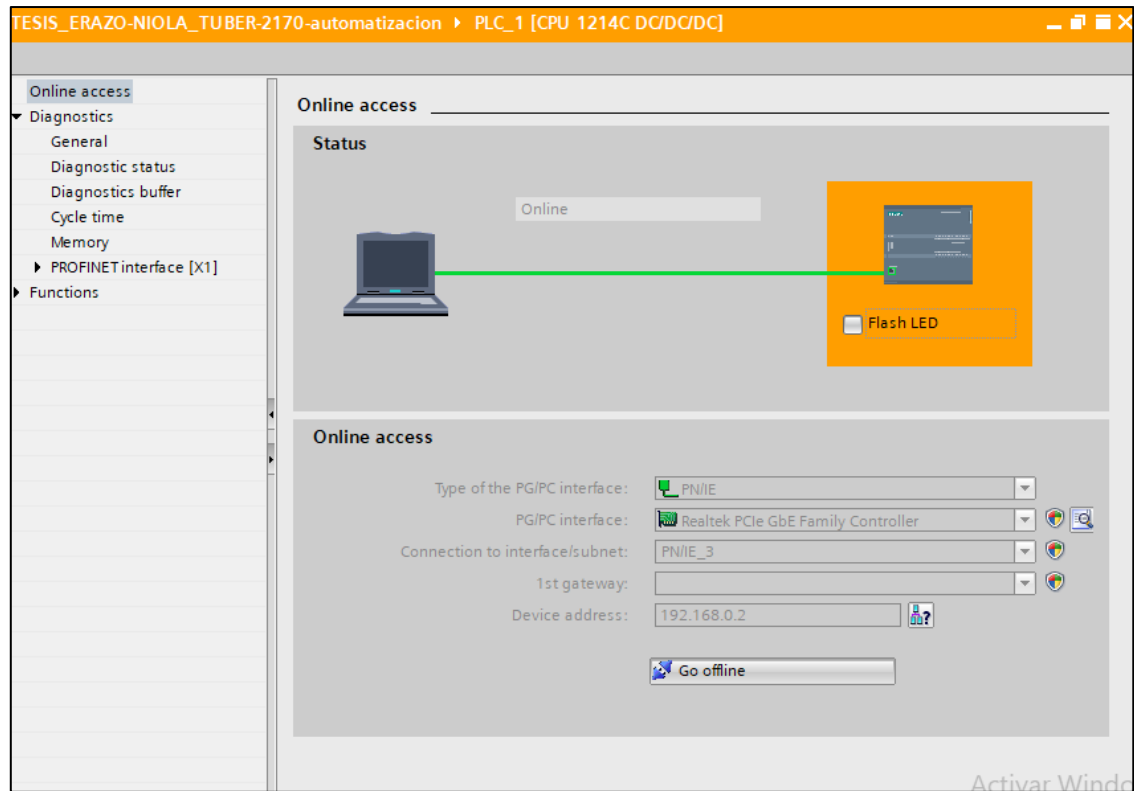 TESIS_ERAZO-NIOLA_TUBER-2170-automatizacion ▸ PLC_1 [CPU 1214C DC/DC/DC]
Online access
Diagnostics
General
Diagnostic status
Diagnostics buffer
Cycle time
Memory
PROFINET interface [X1]
Functions
Online access
Status
Online
Flash LED
Online access
Type of the PG/PC interface: PN/IE
PG/PC interface: Realtek PCIe GbE Family Controller
Connection to interface/subnet: PN/IE_3
1st gateway:
Device address: 192.168.0.2
Go offline
Activar Windo